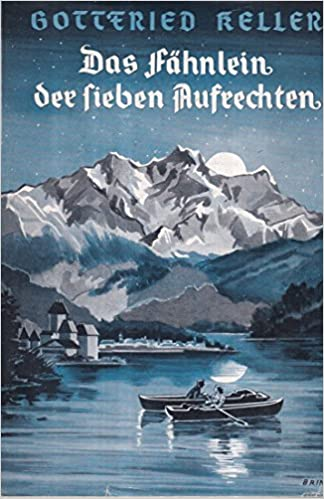 GOTTFRIED KELLER
Das Fähnlein
der sieben Aufrechten